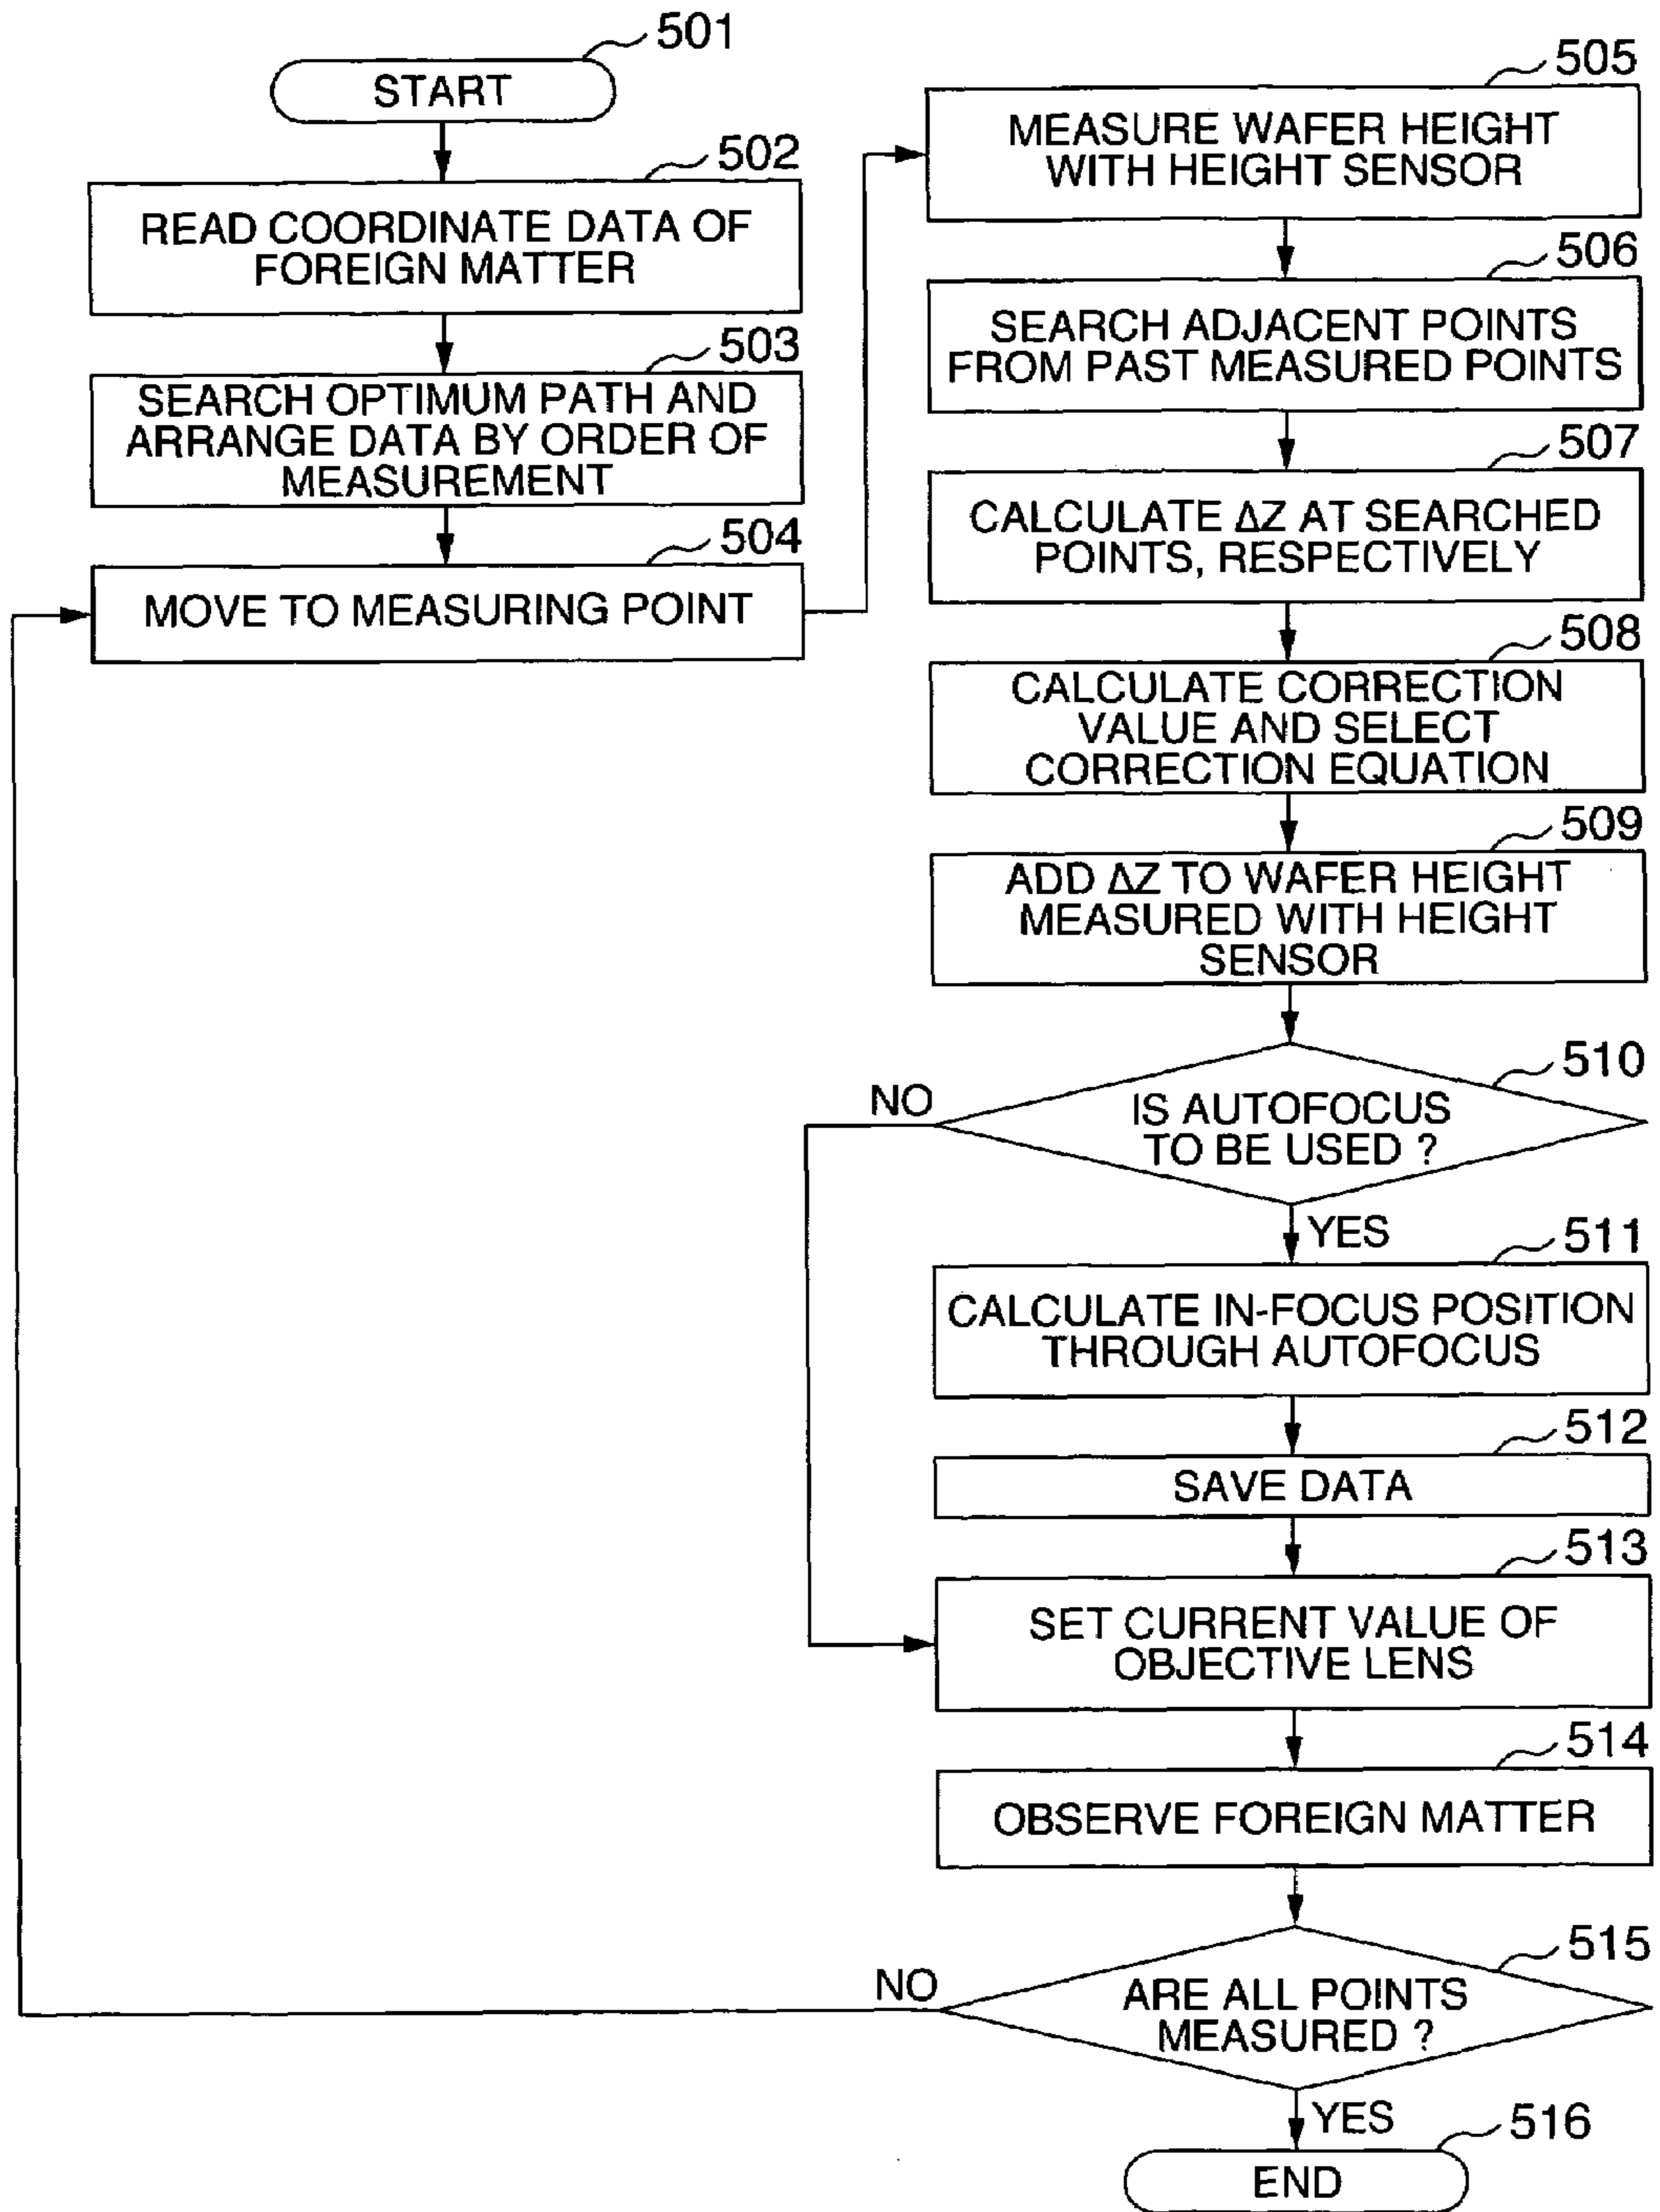 501
START
502
READ COORDINATE DATA OF
FOREIGN MATTER
503
SEARCH OPTIMUM PATH AND
ARRANGE DATA BY ORDER OF
MEASUREMENT
504
MOVE TO MEASURING POINT
505
MEASURE WAFER HEIGHT
WITH HEIGHT SENSOR
506
SEARCH ADJACENT POINTS
FROM PAST MEASURED POINTS
507
CALCULATE ΔZ AT SEARCHED
POINTS, RESPECTIVELY
508
CALCULATE CORRECTION
VALUE AND SELECT
CORRECTION EQUATION
509
ADD ΔZ TO WAFER HEIGHT
MEASURED WITH HEIGHT
SENSOR
510
NO
IS AUTOFOCUS
TO BE USED ?
YES
511
CALCULATE IN-FOCUS POSITION
THROUGH AUTOFOCUS
512
SAVE DATA
513
SET CURRENT VALUE OF
OBJECTIVE LENS
514
OBSERVE FOREIGN MATTER
515
NO
ARE ALL POINTS
MEASURED ?
YES
516
END